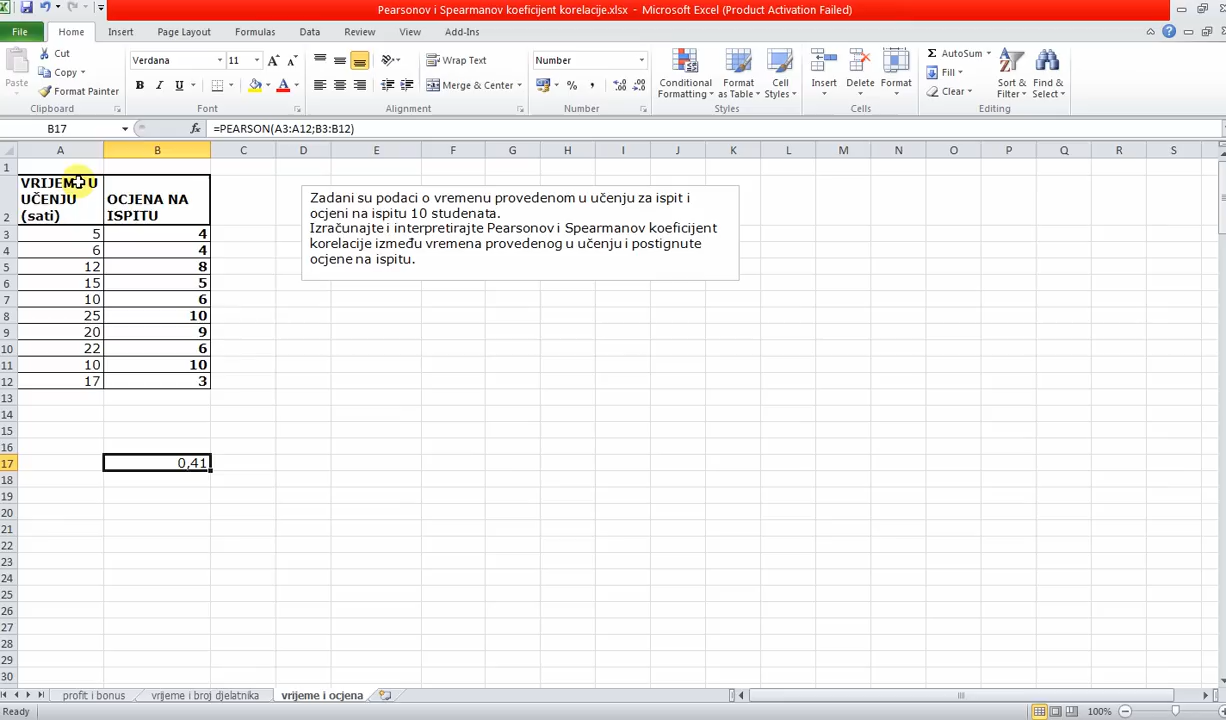 Pearsonov i Spearmanov koeficijent korelacije.xlsx - Microsoft Excel (Product Activation Failed)
File Home Insert Page Layout Formulas Data Review View Add-Ins
Paste
Cut
Copy
Format Painter
Clipboard
Verdana 11
B I U A
Font
Wrap Text
Merge & Center
Alignment
Number
% ,
Number
Conditional Formatting
Format as Table
Cell Styles
Styles
Insert Delete Format
Cells
Σ AutoSum
Fill
Clear
Sort & Filter
Find & Select
Editing
B17 fx =PEARSON(A3:A12;B3:B12)
A B C D E F G H I J K L M N O P Q R S
1
2 VRIJEME U UČENJU (sati) OCJENA NA ISPITU
3 5 4
4 6 4
5 12 8
6 15 5
7 10 6
8 25 10
9 20 9
10 22 6
11 10 10
12 17 3
13
14
15
16
17 0,41
18
19
20
21
22
23
24
25
26
27
28
29
30
Zadani su podaci o vremenu provedenom u učenju za ispit i
ocjeni na ispitu 10 studenata.
Izračunajte i interpretirajte Pearsonov i Spearmanov koeficijent
korelacije između vremena provedenog u učenju i postignute
ocjene na ispitu.
profit i bonus vrijeme i broj djelatnika vrijeme i ocjena
Ready 100%